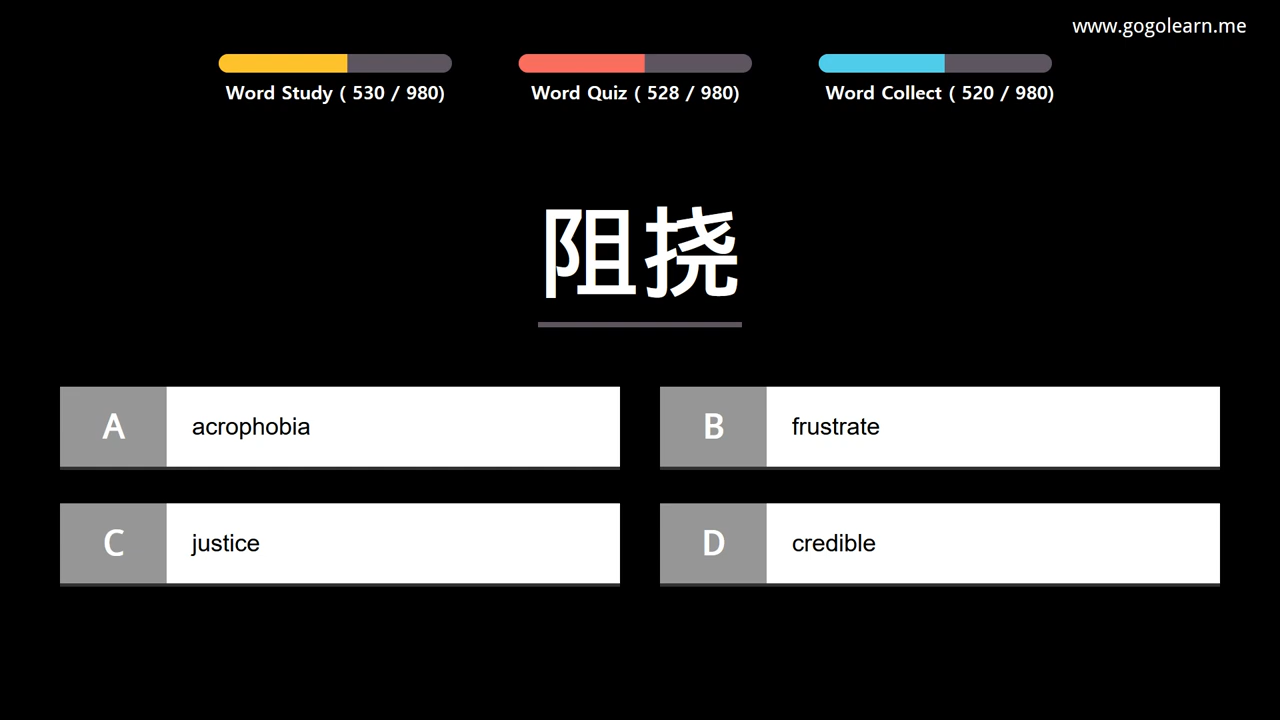 www.gogolearn.me
Word Study ( 530 / 980)
Word Quiz ( 528 / 980)
Word Collect ( 520 / 980)
阻挠
A acrophobia
B frustrate
C justice
D credible